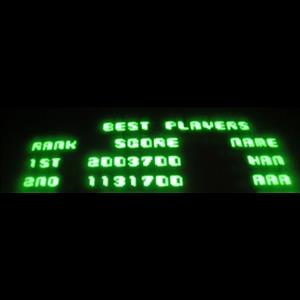 BEST PLAYERS
RANK SCORE NAME
1ST 2003700 HAN
2ND 1131700 AAA